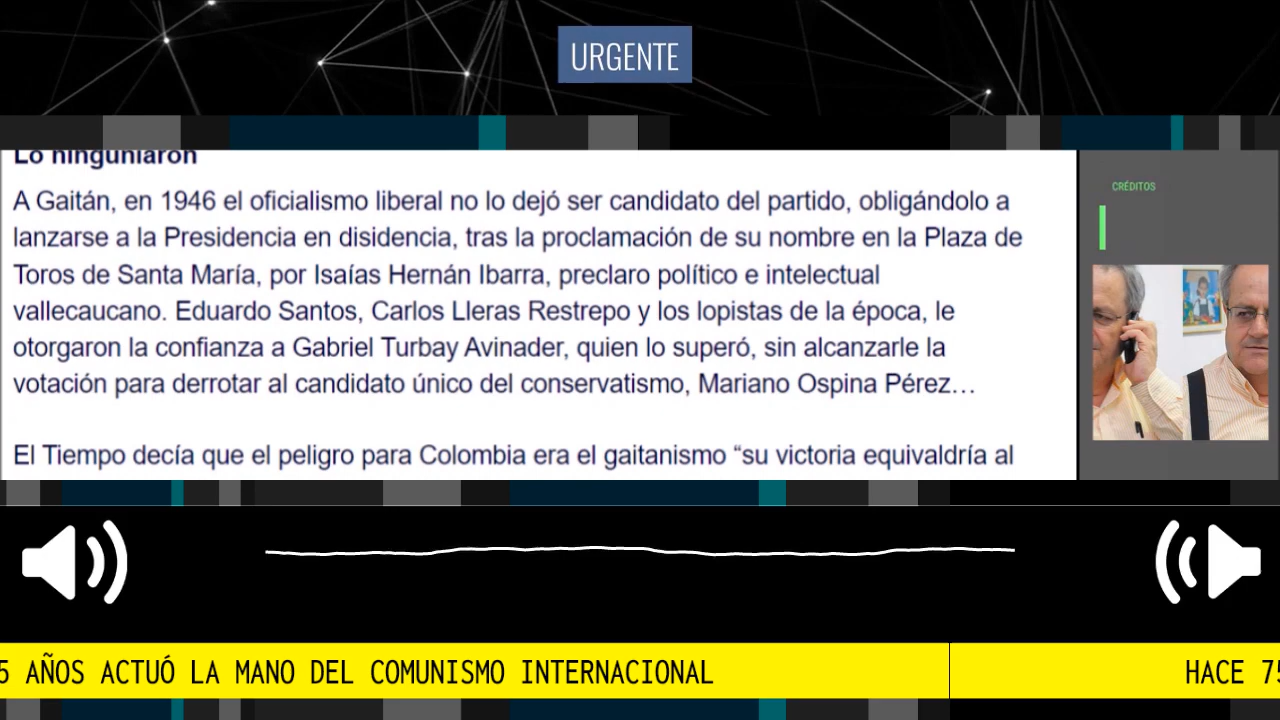 URGENTE
Lo ninguniaron
A Gaitán, en 1946 el oficialismo liberal no lo dejó ser candidato del partido, obligándolo a
lanzarse a la Presidencia en disidencia, tras la proclamación de su nombre en la Plaza de
Toros de Santa María, por Isaías Hernán Ibarra, preclaro político e intelectual
vallecaucano. Eduardo Santos, Carlos Lleras Restrepo y los lopistas de la época, le
otorgaron la confianza a Gabriel Turbay Avinader, quien lo superó, sin alcanzarle la
votación para derrotar al candidato único del conservatismo, Mariano Ospina Pérez…
El Tiempo decía que el peligro para Colombia era el gaitanismo “su victoria equivaldría al
CRÉDITOS
5 AÑOS ACTUÓ LA MANO DEL COMUNISMO INTERNACIONAL
HACE 75